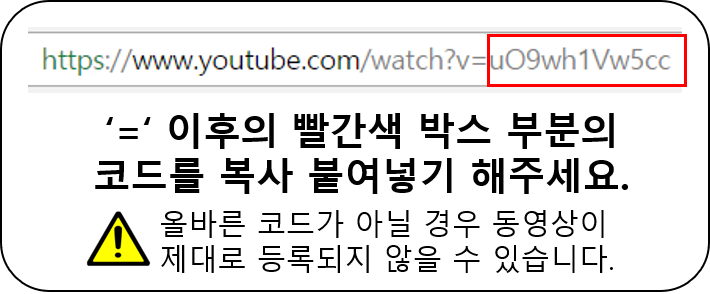 https://www.youtube.com/watch?v=uO9wh1Vw5cc
‘=‘ 이후의 빨간색 박스 부분의
코드를 복사 붙여넣기 해주세요.
올바른 코드가 아닐 경우 동영상이
제대로 등록되지 않을 수 있습니다.